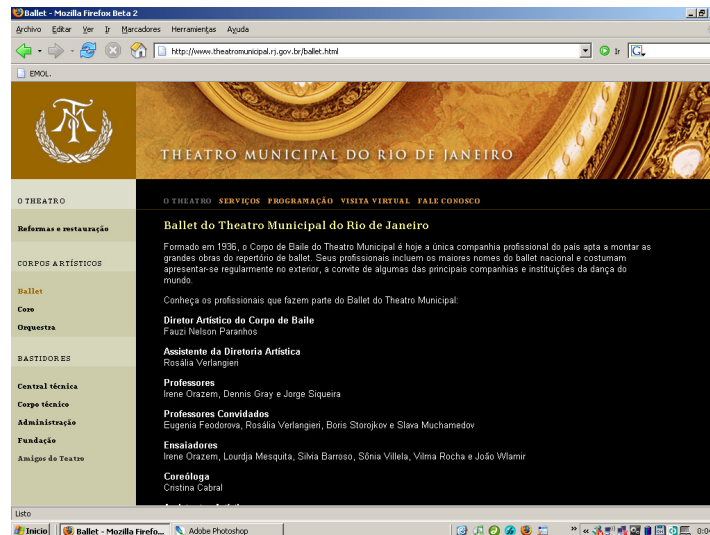 Ballet - Mozilla Firefox Beta 2
Archivo Editar Ver Ir Marcadores Herramientas Ayuda
http://www.theatromunicipal.rj.gov.br/ballet.html Ir G
EMOL.
THEATRO MUNICIPAL DO RIO DE JANEIRO
O THEATRO
Reformas e restauração
CORPOS ARTÍSTICOS
Ballet
Coro
Orquestra
BASTIDORES
Central técnica
Corpo técnico
Administração
Fundação
Amigos do Teatro
O THEATRO SERVIÇOS PROGRAMAÇÃO VISITA VIRTUAL FALE CONOSCO
Ballet do Theatro Municipal do Rio de Janeiro
Formado em 1936, o Corpo de Baile do Theatro Municipal é hoje a única companhia profissional do país apta a montar as
grandes obras do repertório de ballet. Seus profissionais incluem os maiores nomes do ballet nacional e costumam
apresentar-se regularmente no exterior, a convite de algumas das principais companhias e instituições da dança do
mundo.
Conheça os profissionais que fazem parte do Ballet do Theatro Municipal:
Diretor Artístico do Corpo de Baile
Fauzi Nelson Paranhos
Assistente da Diretoria Artística
Rosália Verlangieri
Professores
Irene Orazem, Dennis Gray e Jorge Siqueira
Professores Convidados
Eugenia Feodorova, Rosália Verlangieri, Boris Storojkov e Slava Muchamedov
Ensaiadores
Irene Orazem, Lourdja Mesquita, Silvia Barroso, Sônia Villela, Vilma Rocha e João Wlamir
Coreóloga
Cristina Cabral
Listo
Inicio Ballet - Mozilla Firefo... Adobe Photoshop